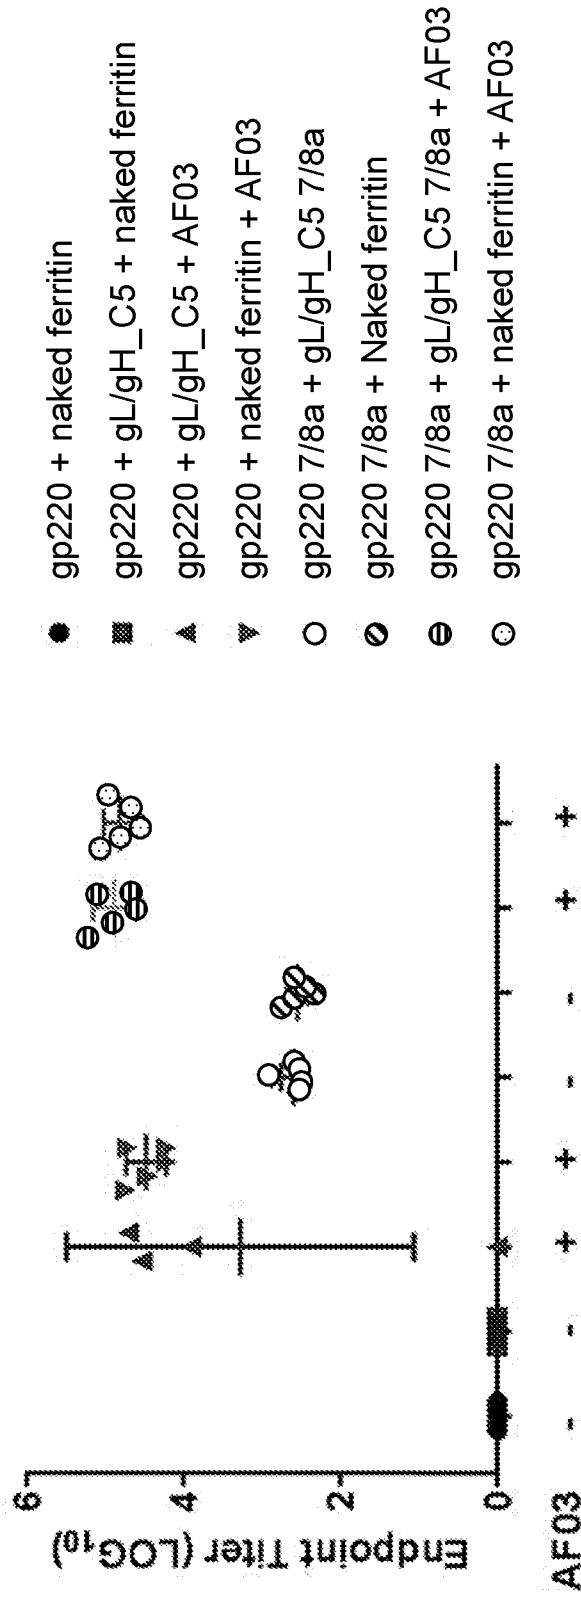 Endpoint Titer (LOG10)
6
4
2
0
AF03 - - + + - - + +
gp220 + naked ferritin
gp220 + gL/gH_C5 + naked ferritin
gp220 + gL/gH_C5 + AF03
gp220 + naked ferritin + AF03
gp220 7/8a + gL/gH_C5 7/8a
gp220 7/8a + Naked ferritin
gp220 7/8a + gL/gH_C5 7/8a + AF03
gp220 7/8a + naked ferritin + AF03